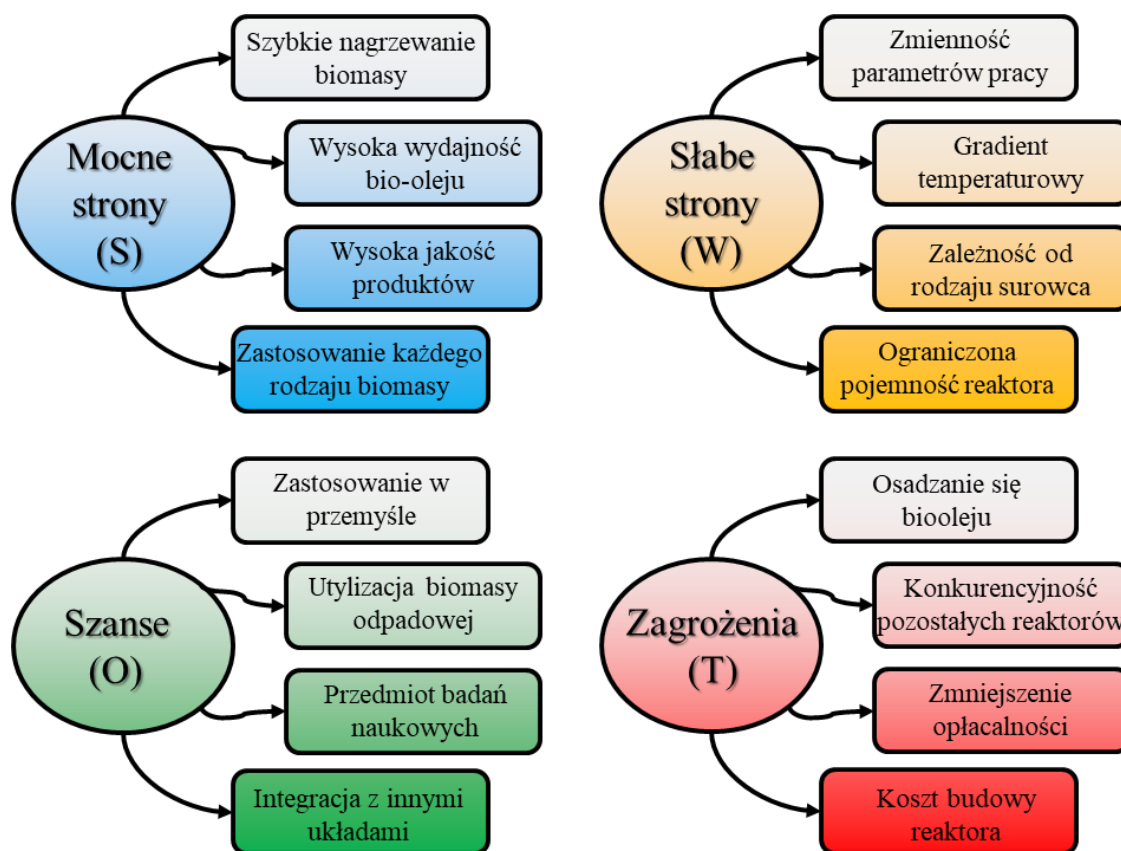 Mocne
strony
(S)
Szybkie nagrzewanie
biomasy
Wysoka wydajność
bio-oleju
Wysoka jakość
produktów
Zastosowanie każdego
rodzaju biomasy
Słabe
strony
(W)
Zmienność
parametrów pracy
Gradient
temperaturowy
Zależność od
rodzaju surowca
Ograniczona
pojemność reaktora
Szanse
(O)
Zastosowanie w
przemyśle
Utylizacja biomasy
odpadowej
Przedmiot badań
naukowych
Integracja z innymi
układami
Zagrożenia
(T)
Osadzanie się
biooleju
Konkurencyjność
pozostałych reaktorów
Zmniejszenie
opłacalności
Koszt budowy
reaktora